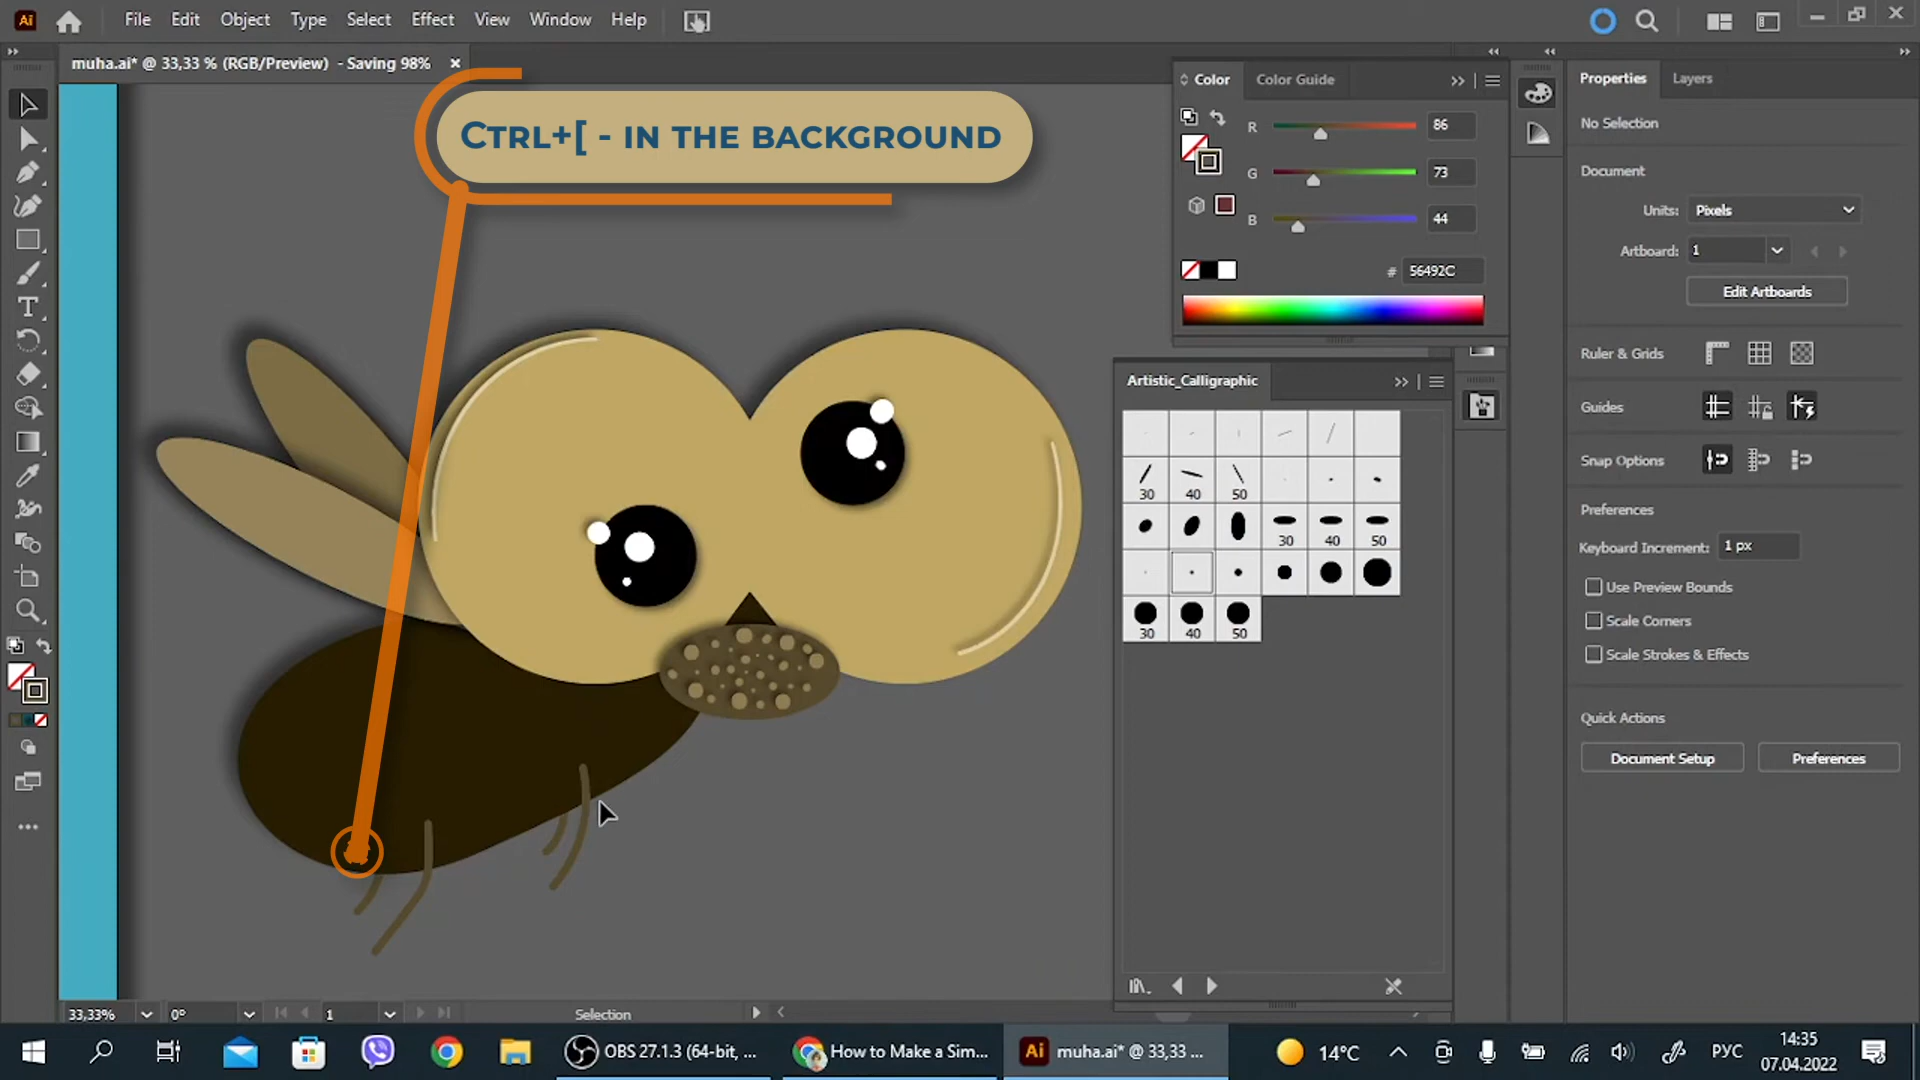 Ai File Edit Object Type Select Effect View Window Help
muha.ai* @ 33,33 % (RGB/Preview) - Saving 98%
CTRL+[ - IN THE BACKGROUND
Color Color Guide
R 86
G 73
B 44
# 56492C
Artistic_Calligraphic
30 40 50
30 40 50
30 40 50
Properties Layers
No Selection
Document
Units: Pixels
Artboard: 1
Edit Artboards
Ruler & Grids
Guides
Snap Options
Preferences
Keyboard Increment: 1 px
Use Preview Bounds
Scale Corners
Scale Strokes & Effects
Quick Actions
Document Setup Preferences
33,33% 0° 1 Selection
OBS 27.1.3 (64-bit, ... How to Make a Sim... Ai muha.ai* @ 33,33 ... 14°C РУС 14:35
07.04.2022